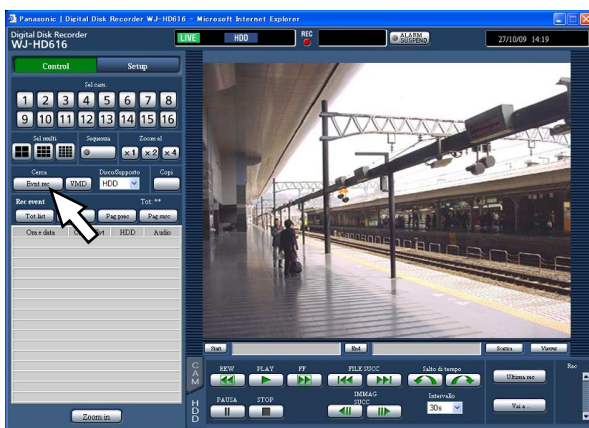 Panasonic | Digital Disk Recorder WJ-HD616 - Microsoft Internet Explorer
Digital Disk Recorder
WJ-HD616
LIVE HDD REC ALARM SUSPEND 27/10/09 14:19
Control Setup
Sel cam.
1 2 3 4 5 6 7 8
9 10 11 12 13 14 15 16
Sel multi Sequenza Zoom el
×1 ×2 ×4
Cerca Disco/Supporto Copi
Evnt rec VMD HDD
Rec event Tot: **
Tot list Pag prec Pag succ
Ora e data HDD Audio
Start End Scarica Viewer
CAM
HDD
REW PLAY FF FILE SUCC Salto di tempo Rec
Ultima rec
PAUSA STOP IMMAG SUCC Intervallo
30s Vai a
Zoom in